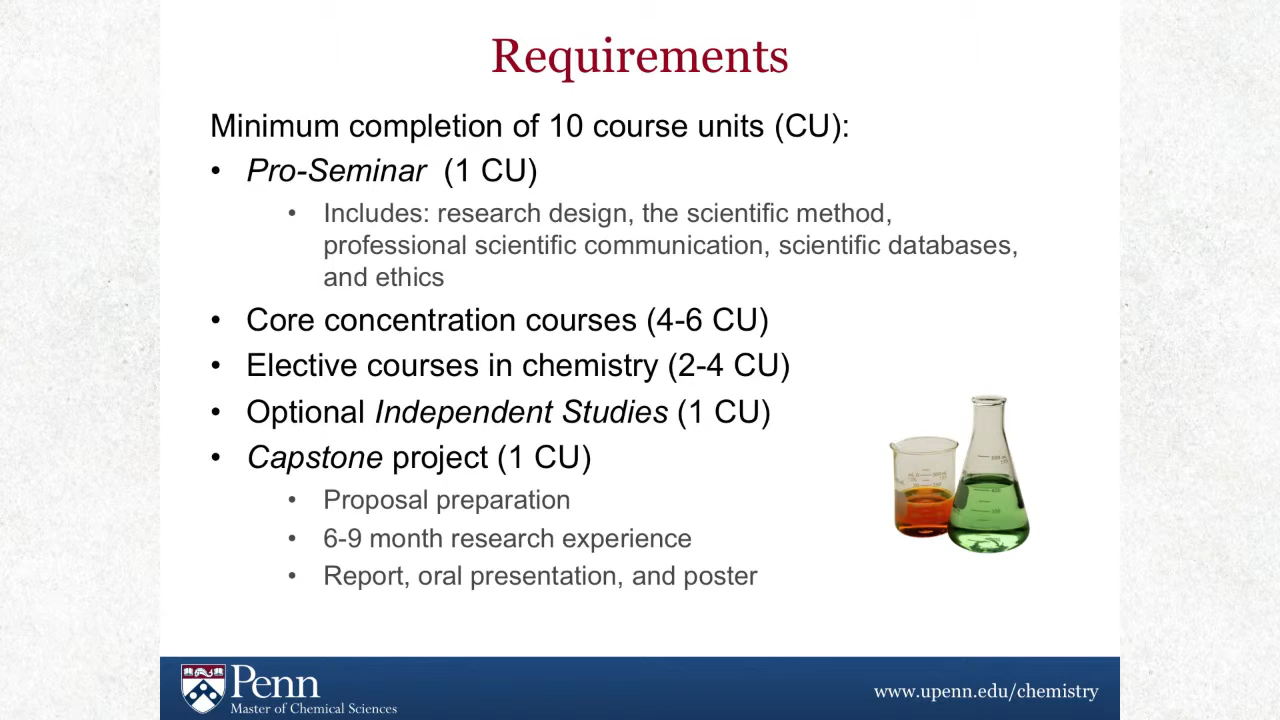 Requirements
Minimum completion of 10 course units (CU):
• Pro-Seminar (1 CU)
• Includes: research design, the scientific method,
professional scientific communication, scientific databases,
and ethics
• Core concentration courses (4-6 CU)
• Elective courses in chemistry (2-4 CU)
• Optional Independent Studies (1 CU)
• Capstone project (1 CU)
• Proposal preparation
• 6-9 month research experience
• Report, oral presentation, and poster
Penn
Master of Chemical Sciences
www.upenn.edu/chemistry